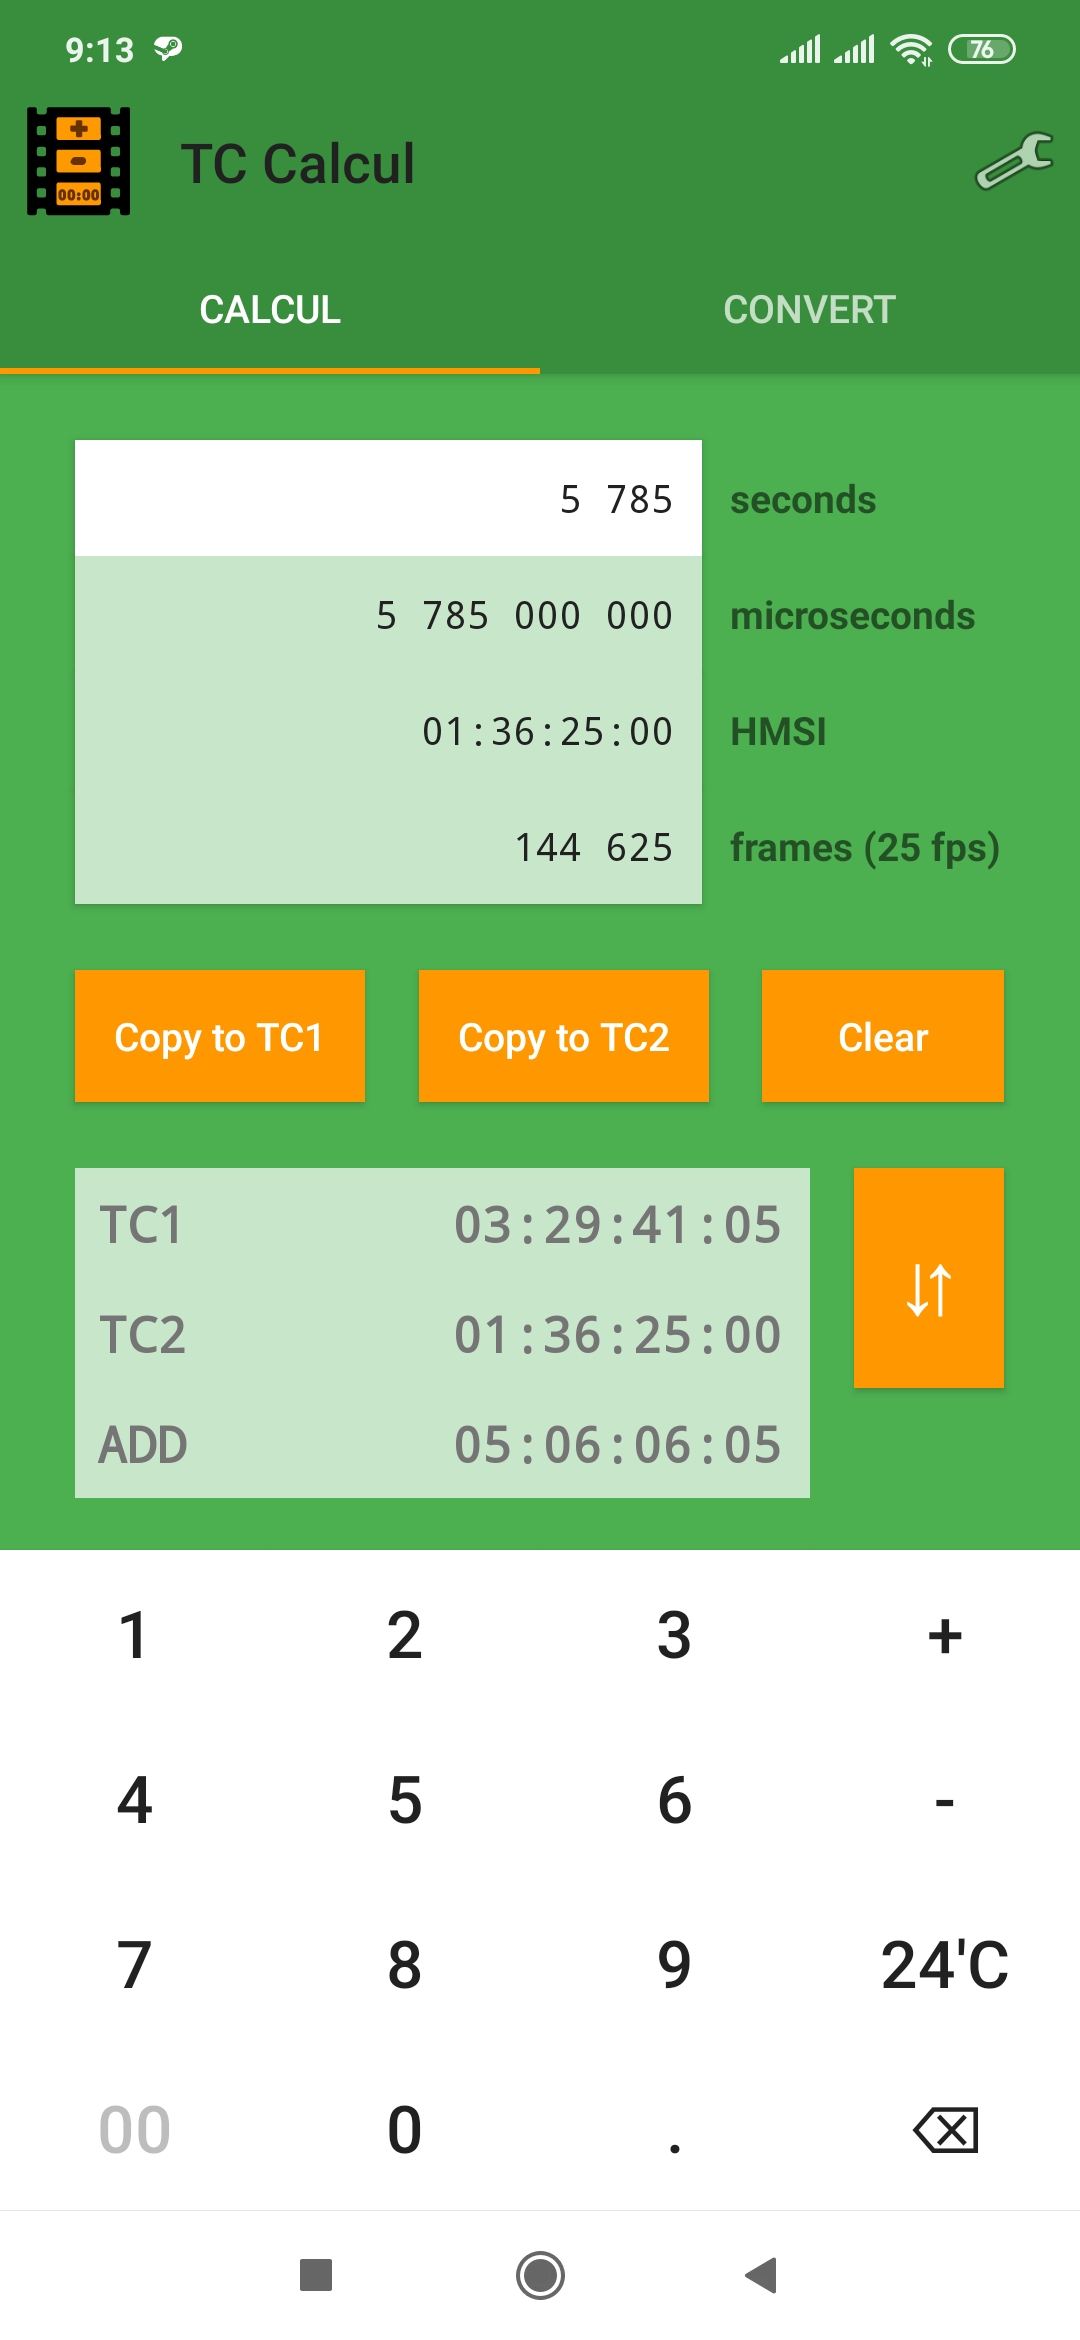 9:13
76
00:00
TC Calcul
CALCUL CONVERT
5 785 seconds
5 785 000 000 microseconds
01:36:25:00 HMSI
144 625 frames (25 fps)
Copy to TC1 Copy to TC2 Clear
TC1 03:29:41:05
TC2 01:36:25:00
ADD 05:06:06:05
1 2 3 +
4 5 6 -
7 8 9 24'C
00 0 .